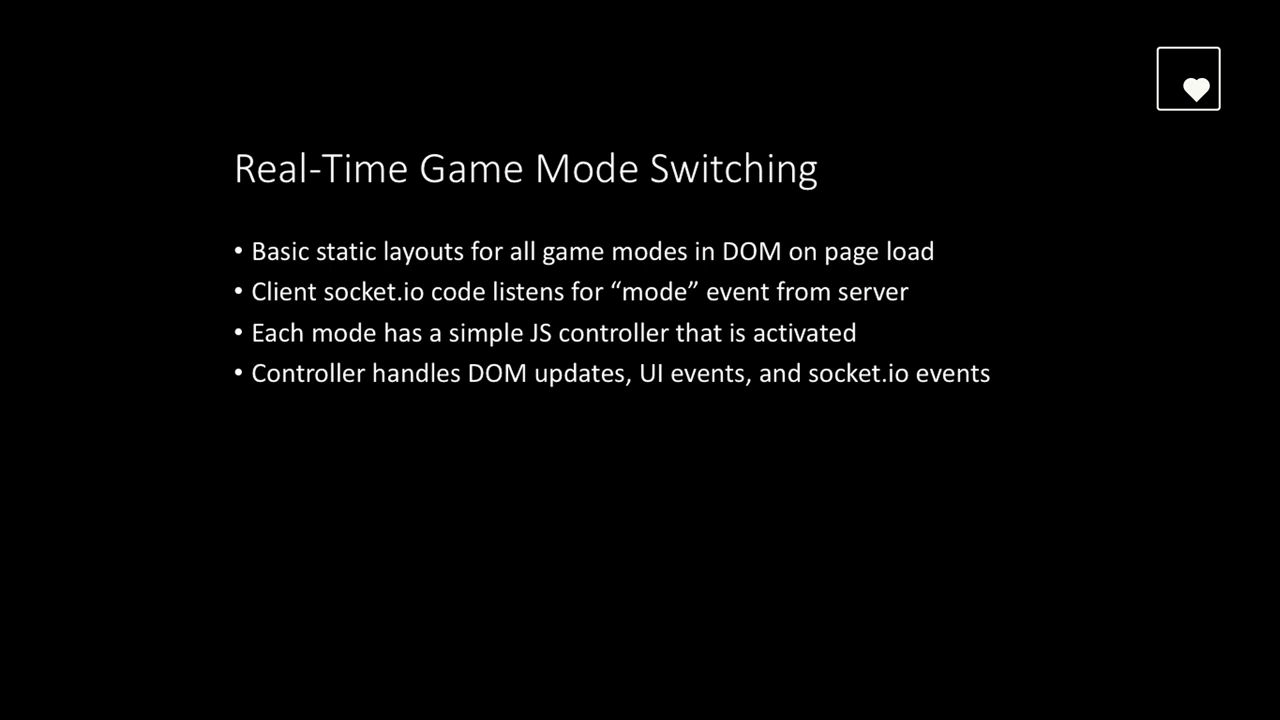 Real-Time Game Mode Switching
• Basic static layouts for all game modes in DOM on page load
• Client socket.io code listens for “mode” event from server
• Each mode has a simple JS controller that is activated
• Controller handles DOM updates, UI events, and socket.io events